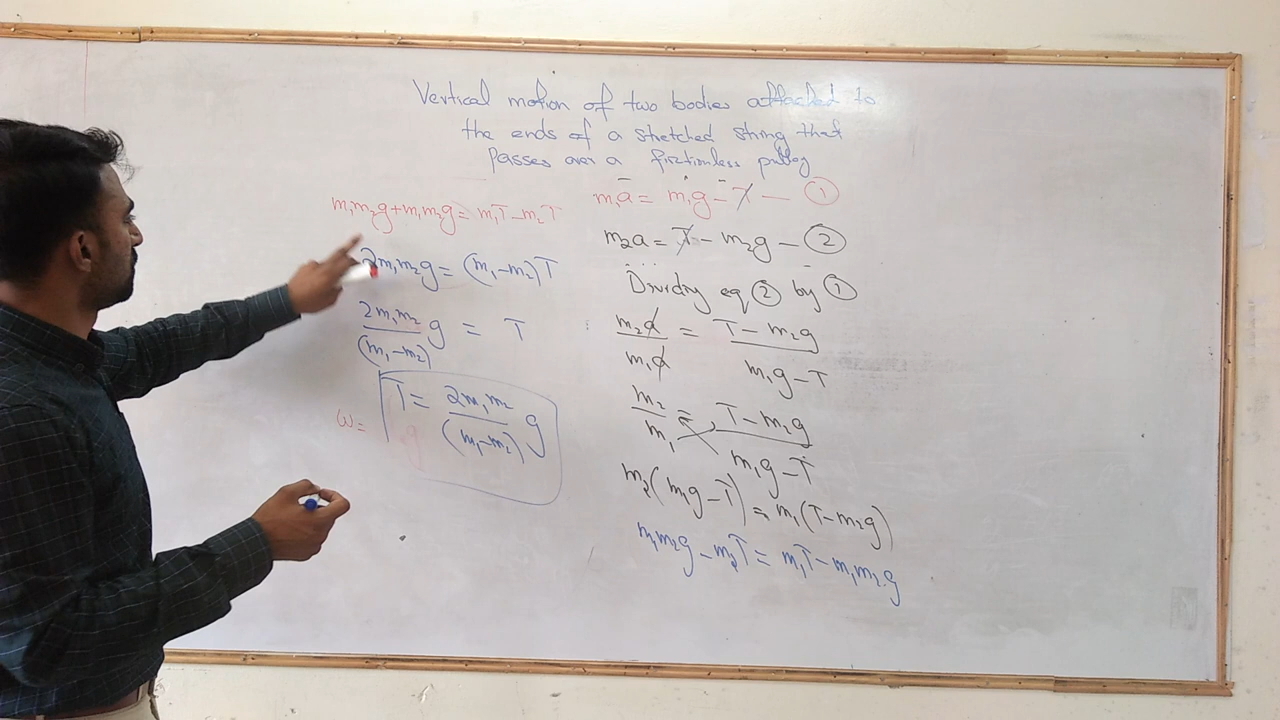 Vertical motion of two bodies attached to
the ends of a stretched string that
Passes over a frictionless pulley
m₁a = m₁g - T — ①
m₂a = T - m₂g - ②
Dividing eq ② by ①
m₂a/m₁a = T - m₂g/m₁g - T
m₂/m₁ = T - m₂g/m₁g - T
m₂(m₁g - T) = m₁(T - m₂g)
m₁m₂g - m₂T = m₁T - m₁m₂g
m₁m₂g + m₁m₂g = m₁T - m₂T
2m₁m₂g = (m₁-m₂)T
2m₁m₂/(m₁-m₂) g = T
T = 2m₁m₂/(m₁-m₂) g
ω =